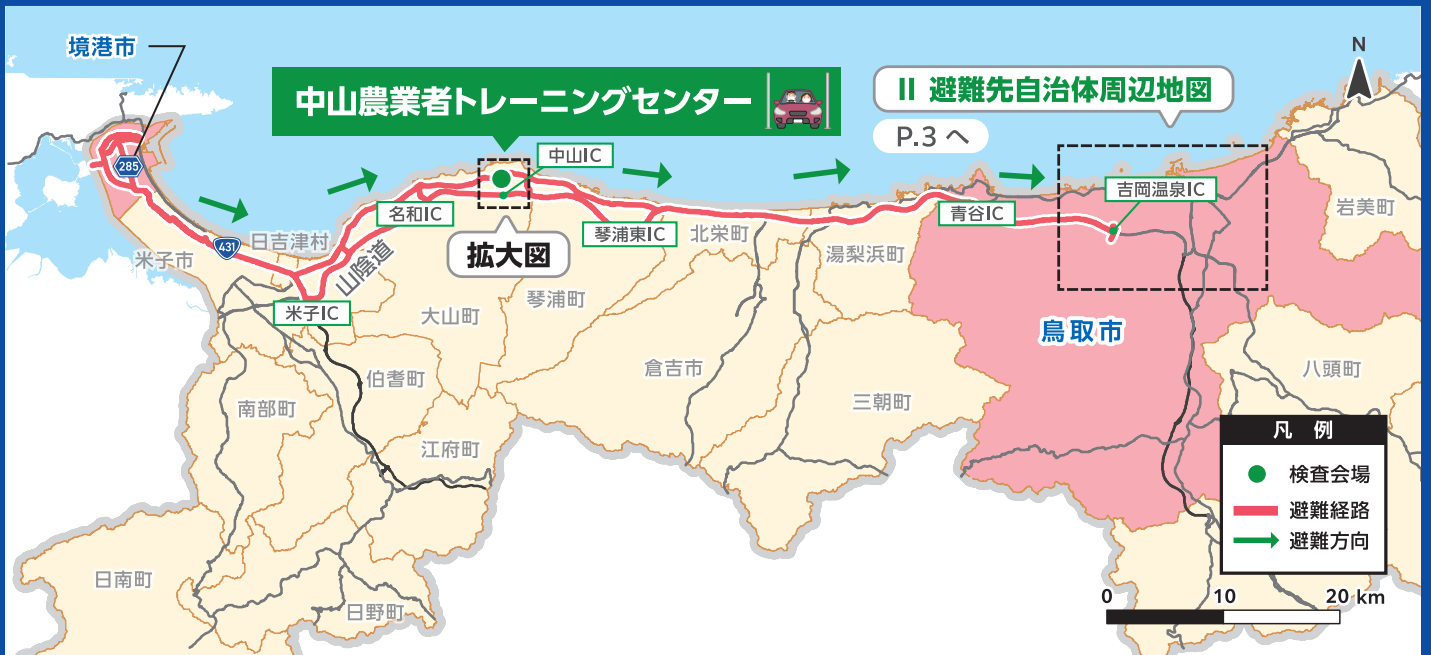 境港市
中山農業者トレーニングセンター
II 避難先自治体周辺地図
P.3 へ
N
285
中山IC
吉岡温泉IC
名和IC
青谷IC
岩美町
431
日吉津村
琴浦東IC
北栄町
米子市
山陰道
拡大図
湯梨浜町
米子IC
大山町
琴浦町
鳥取市
倉吉市
八頭町
伯耆町
南部町
三朝町
江府町
凡 例
検査会場
避難経路
避難方向
日南町
日野町
0 10 20 km